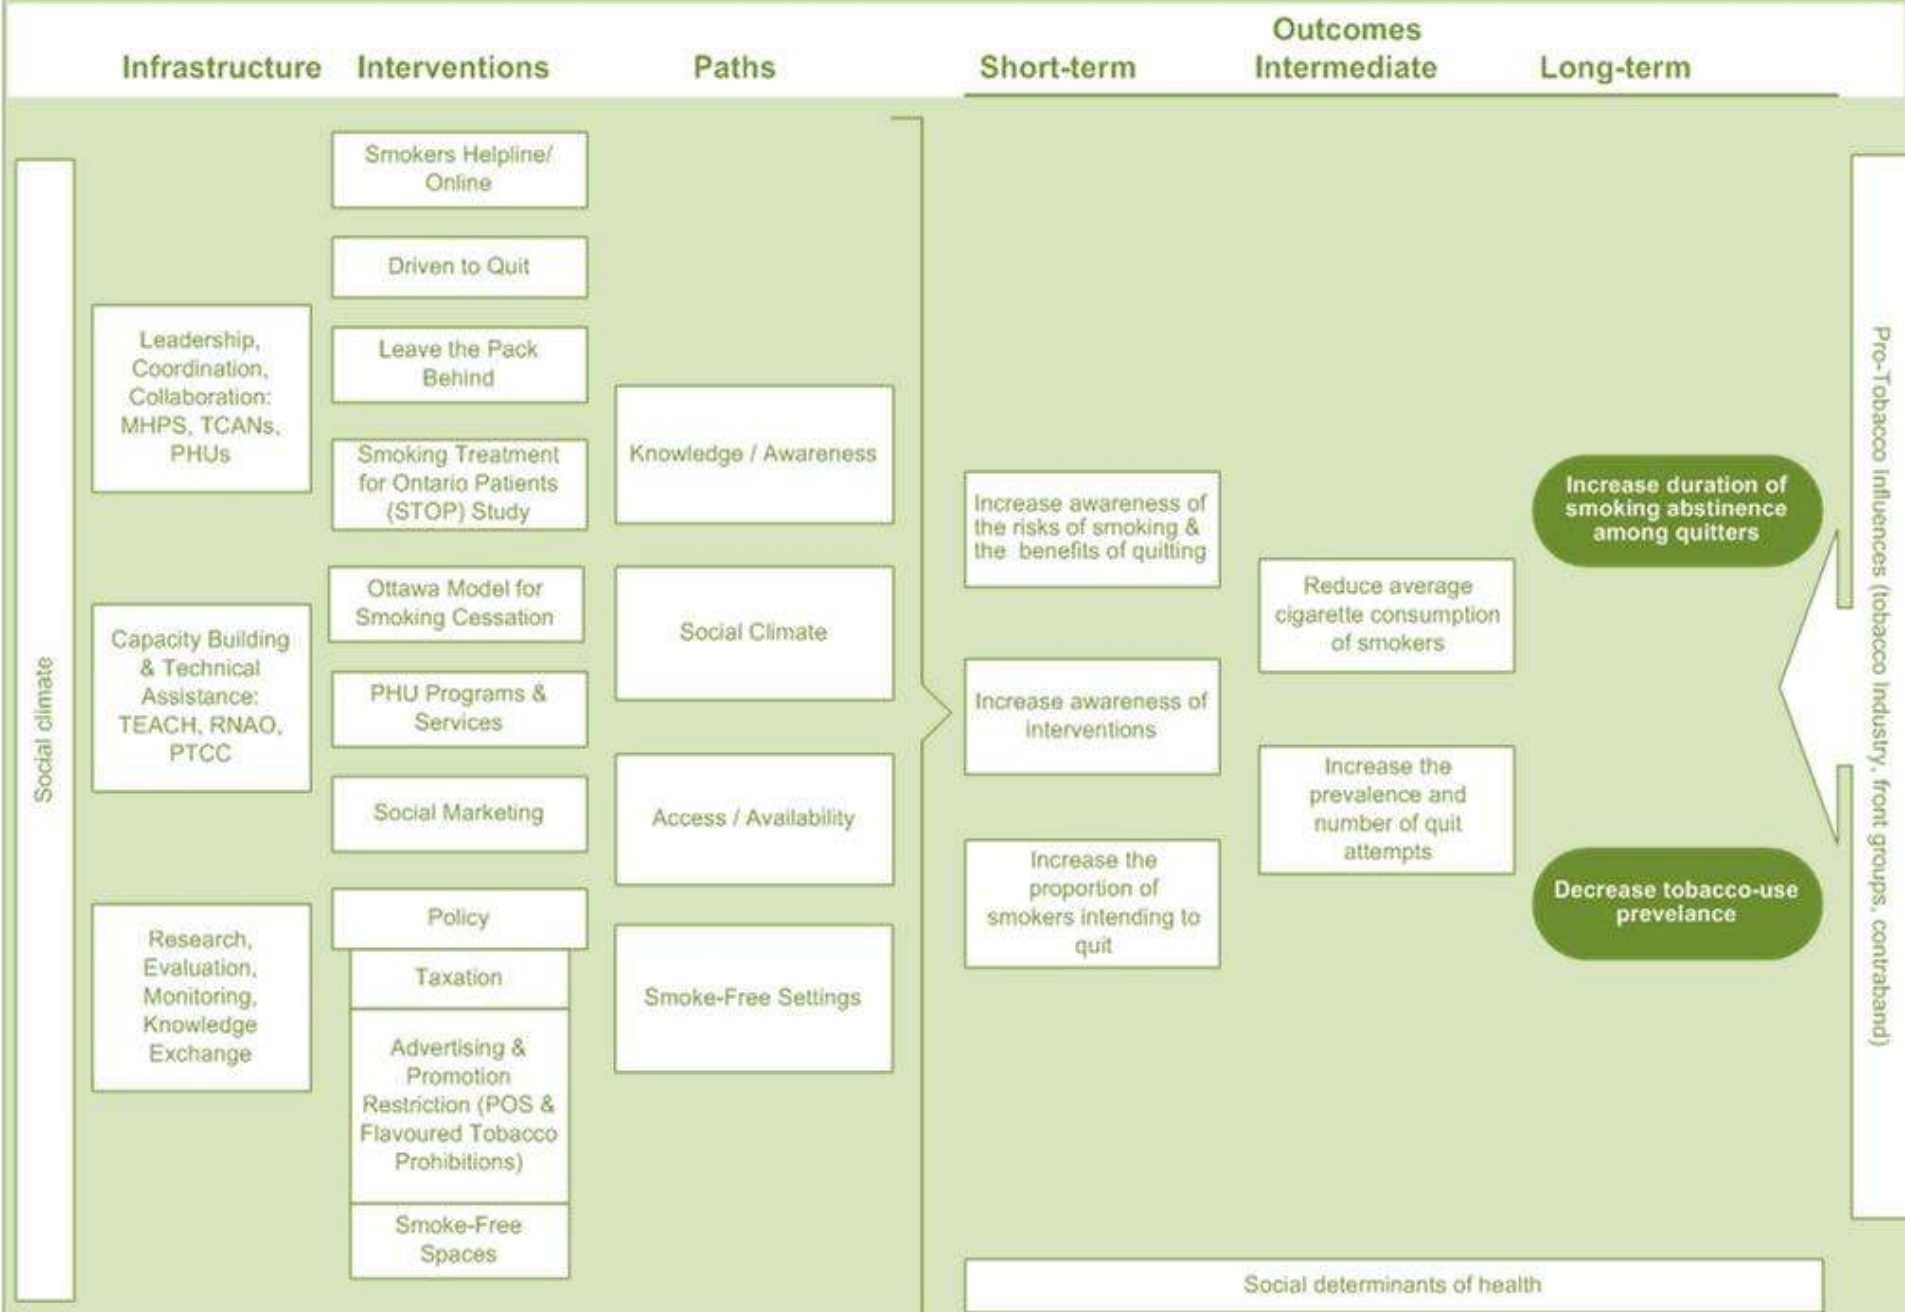 Outcomes
Infrastructure Interventions Paths Short-term Intermediate Long-term
Social climate
Leadership,
Coordination,
Collaboration:
MHPS, TCANs,
PHUs
Capacity Building
& Technical
Assistance:
TEACH, RNAO,
PTCC
Research,
Evaluation,
Monitoring,
Knowledge
Exchange
Smokers Helpline/
Online
Driven to Quit
Leave the Pack
Behind
Smoking Treatment
for Ontario Patients
(STOP) Study
Ottawa Model for
Smoking Cessation
PHU Programs &
Services
Social Marketing
Policy
Taxation
Advertising &
Promotion
Restriction (POS &
Flavoured Tobacco
Prohibitions)
Smoke-Free
Spaces
Knowledge / Awareness
Social Climate
Access / Availability
Smoke-Free Settings
Increase awareness of
the risks of smoking &
the benefits of quitting
Increase awareness of
interventions
Increase the
proportion of
smokers intending to
quit
Reduce average
cigarette consumption
of smokers
Increase the
prevalence and
number of quit
attempts
Increase duration of
smoking abstinence
among quitters
Decrease tobacco-use
prevelance
Pro-Tobacco Influences (tobacco industry, front groups, contraband)
Social determinants of health